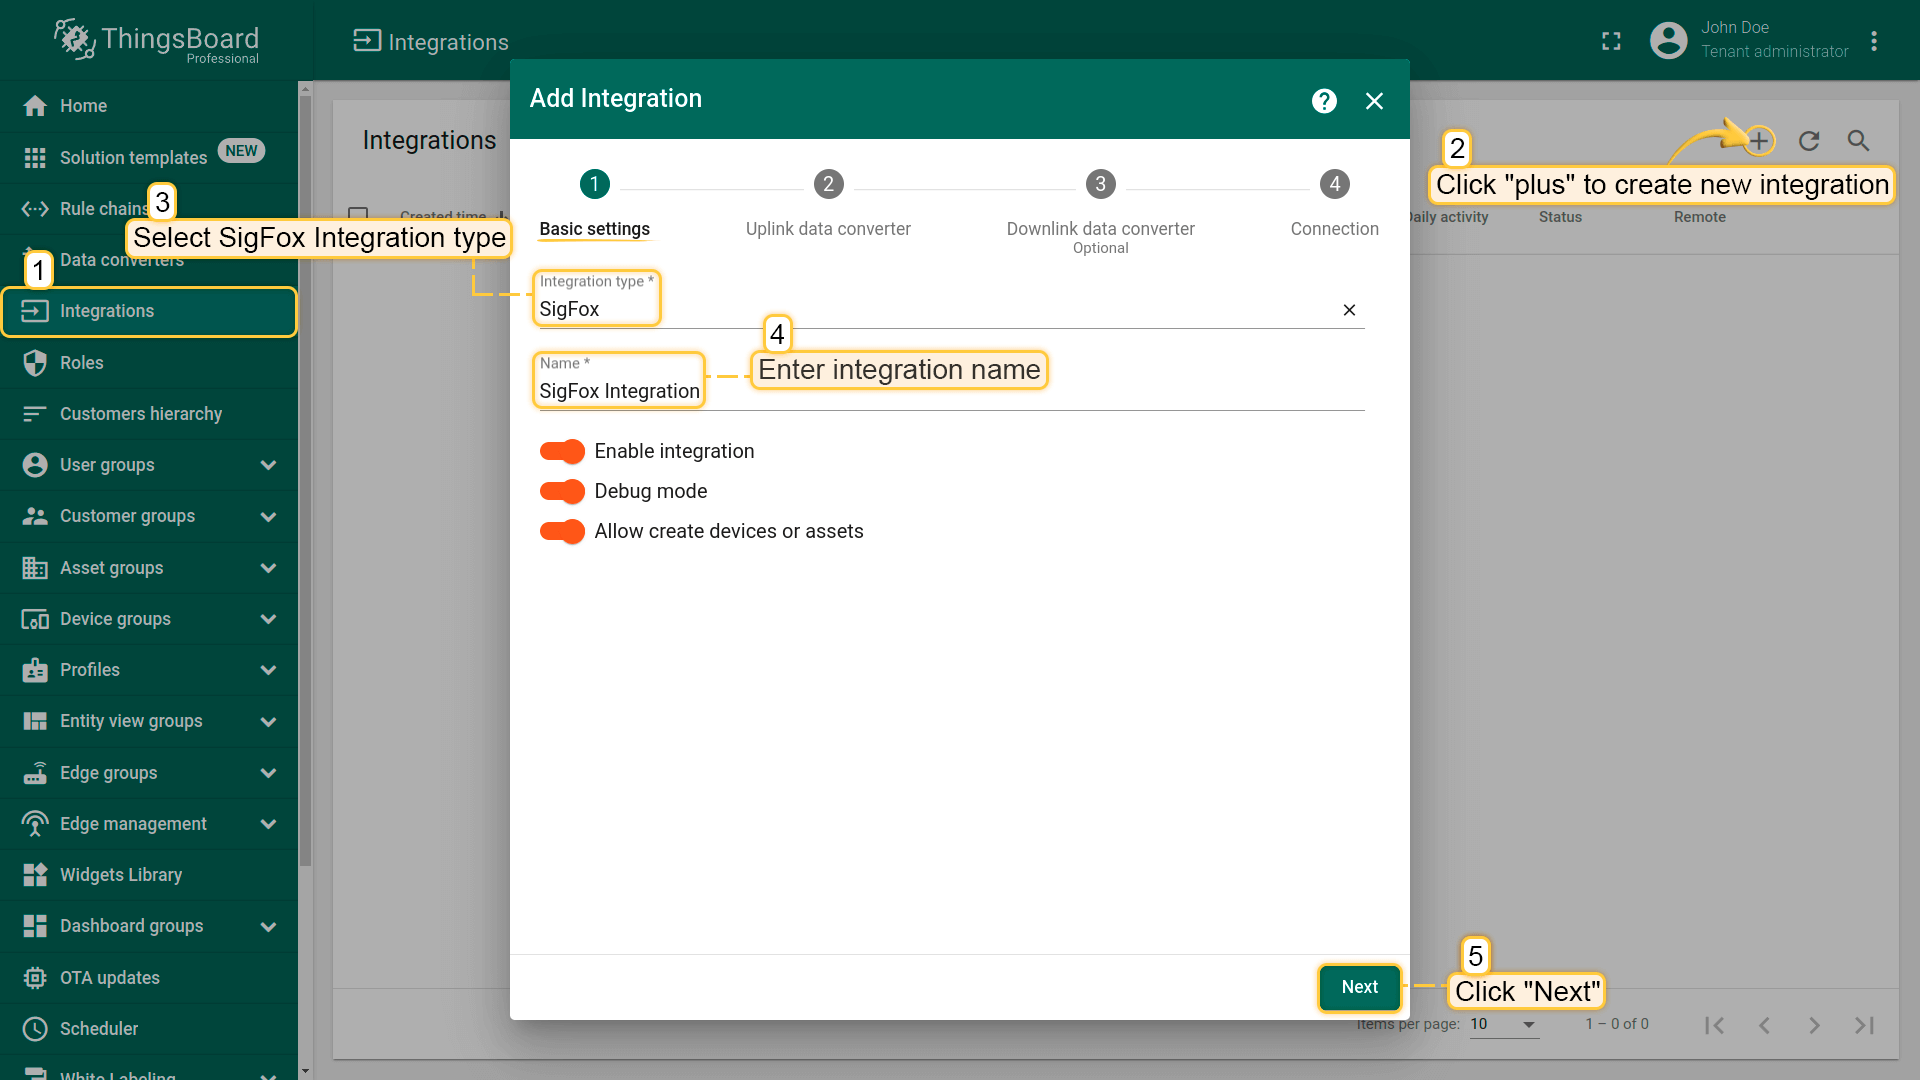 ThingsBoard
Professional
Integrations
John Doe
Tenant administrator
Home
Solution templates
NEW
Rule chains
Data converters
Integrations
Roles
Customers hierarchy
User groups
Customer groups
Asset groups
Device groups
Profiles
Entity view groups
Edge groups
Edge management
Widgets Library
Dashboard groups
OTA updates
Scheduler
White Labeling
1
3
Select SigFox Integration type
Integrations
Created time
2
Click "plus" to create new integration
Daily activity
Status
Remote
Add Integration
1
Basic settings
2
Uplink data converter
3
Downlink data converter
Optional
4
Connection
Integration type *
SigFox
Name *
SigFox Integration
4
Enter integration name
Enable integration
Debug mode
Allow create devices or assets
Next
5
Click "Next"
Items per page:
10
1 – 0 of 0